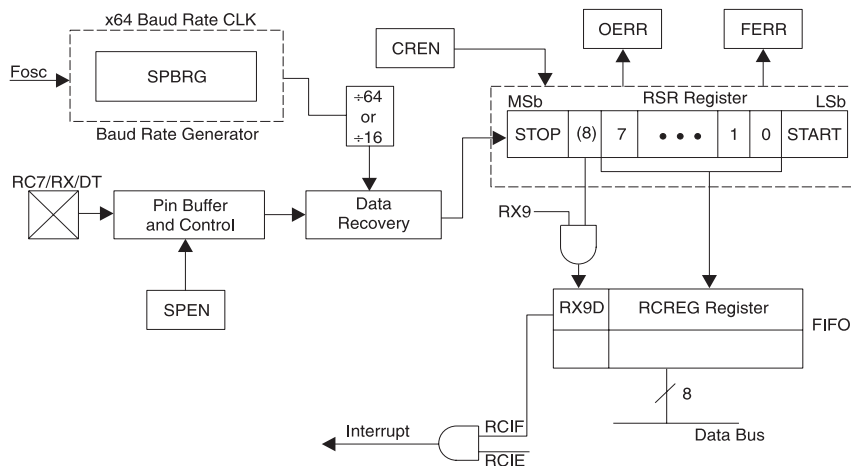 x64 Baud Rate CLK
Fosc
SPBRG
Baud Rate Generator
CREN
OERR
FERR
÷64
or
÷16
MSb
RSR Register
LSb
STOP
(8)
7
• • •
1
0
START
RC7/RX/DT
Pin Buffer
and Control
Data
Recovery
RX9
SPEN
RX9D
RCREG Register
FIFO
8
Data Bus
Interrupt
RCIF
RCIE